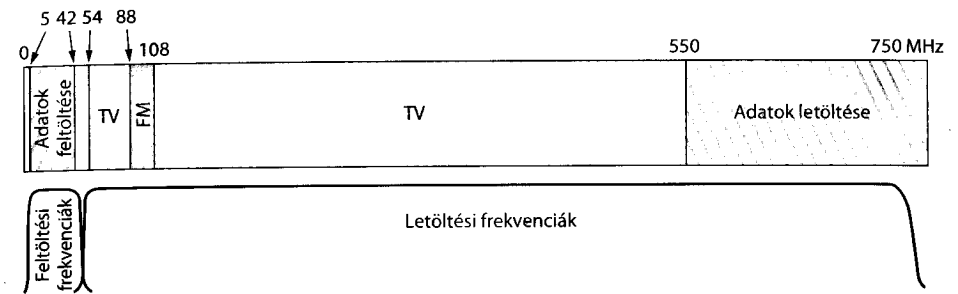 5 42 54 88
0 108 550 750 MHz
Adatok
feltöltése
TV
FM
TV
Adatok letöltése
Feltöltési
frekvenciák
Letöltési frekvenciák